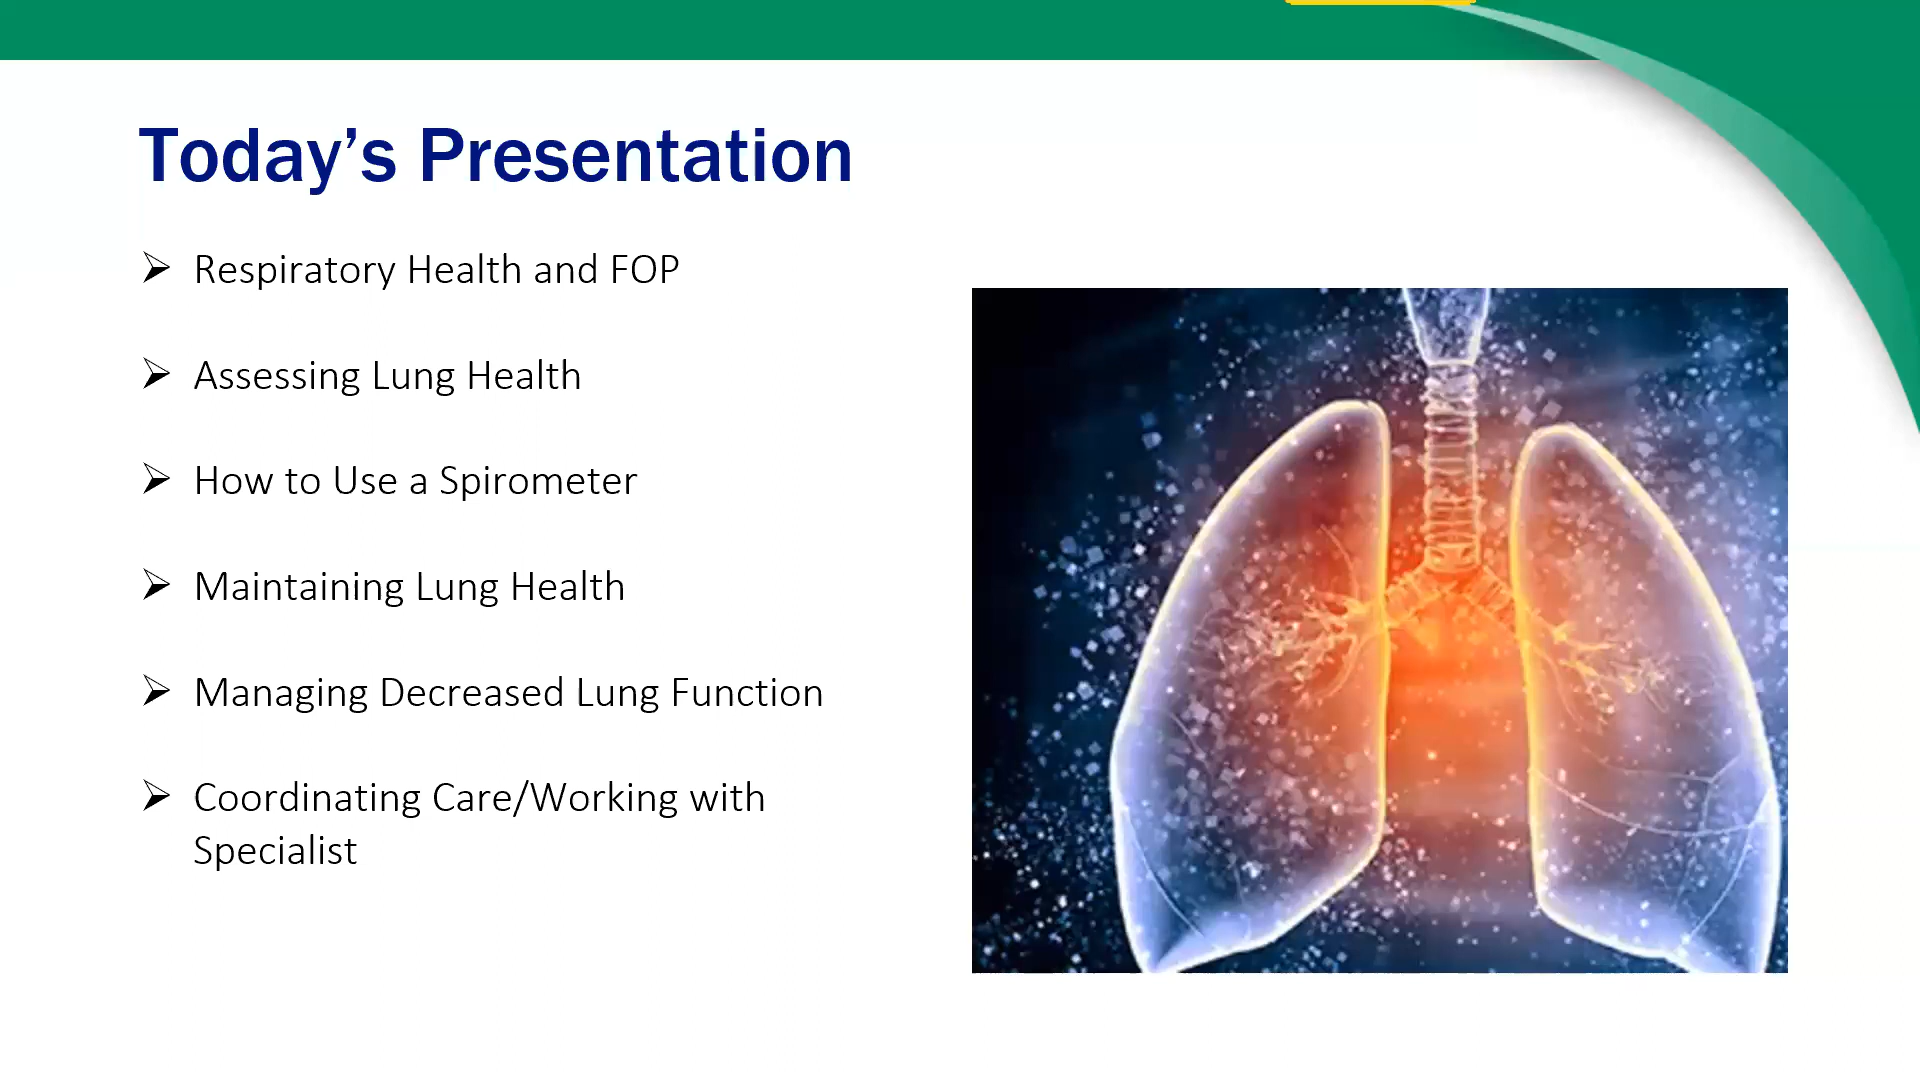 Today’s Presentation
Respiratory Health and FOP
Assessing Lung Health
How to Use a Spirometer
Maintaining Lung Health
Managing Decreased Lung Function
Coordinating Care/Working with
Specialist